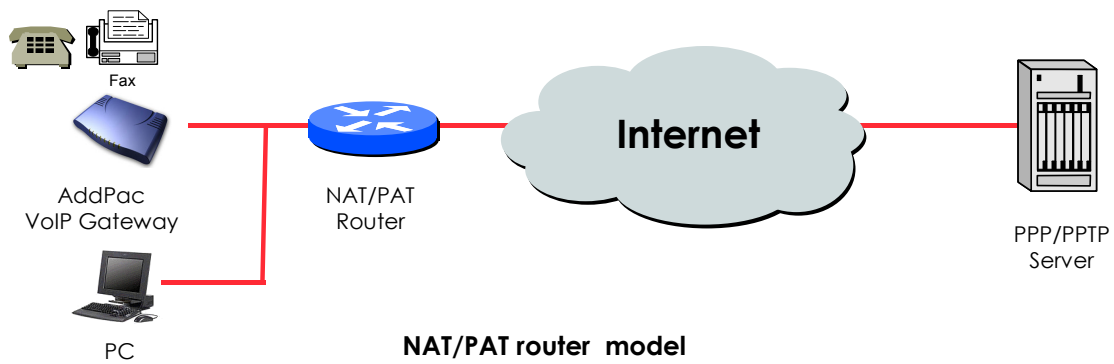 Fax
AddPac
VoIP Gateway
NAT/PAT
Router
Internet
PPP/PPTP
Server
PC
NAT/PAT router model